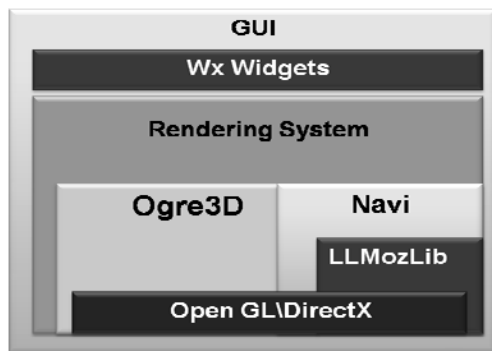 GUI
Wx Widgets
Rendering System
Ogre3D
Navi
LLMozLib
Open GL\DirectX